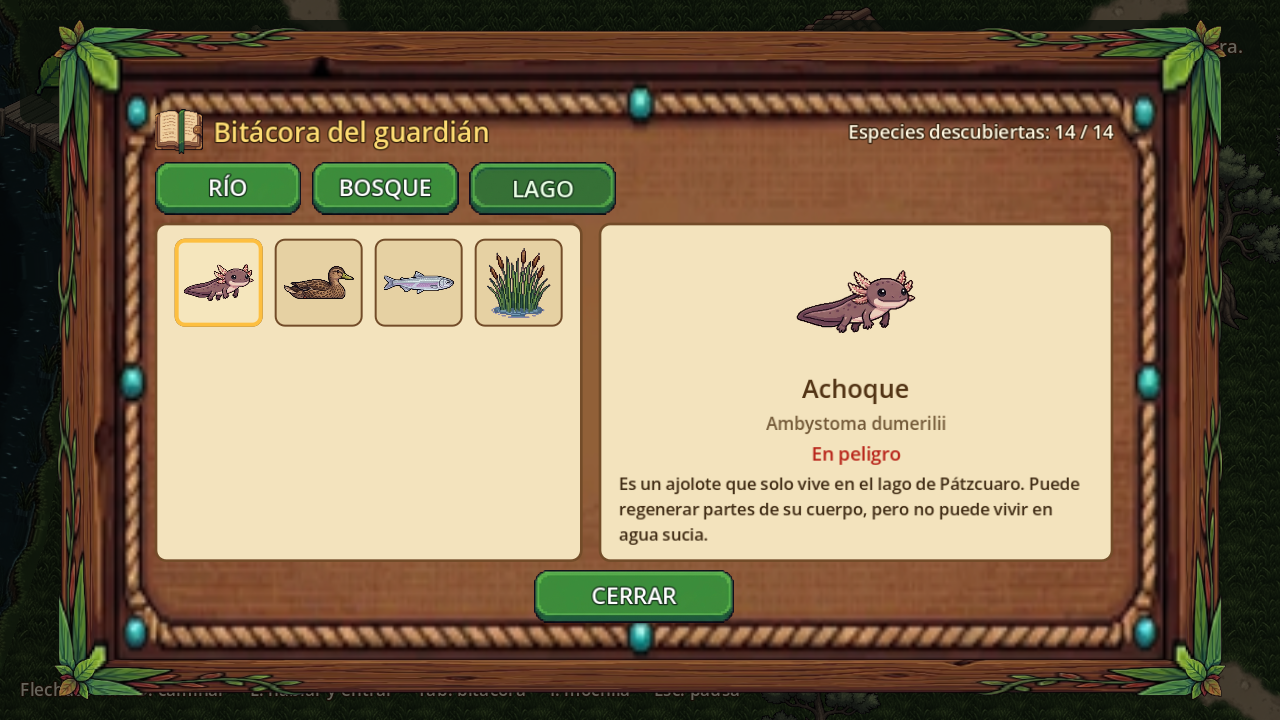 ra.
Bitácora del guardián
Especies descubiertas: 14 / 14
RÍO
BOSQUE
LAGO
Achoque
Ambystoma dumerilii
En peligro
Es un ajolote que solo vive en el lago de Pátzcuaro. Puede
regenerar partes de su cuerpo, pero no puede vivir en
agua sucia.
CERRAR